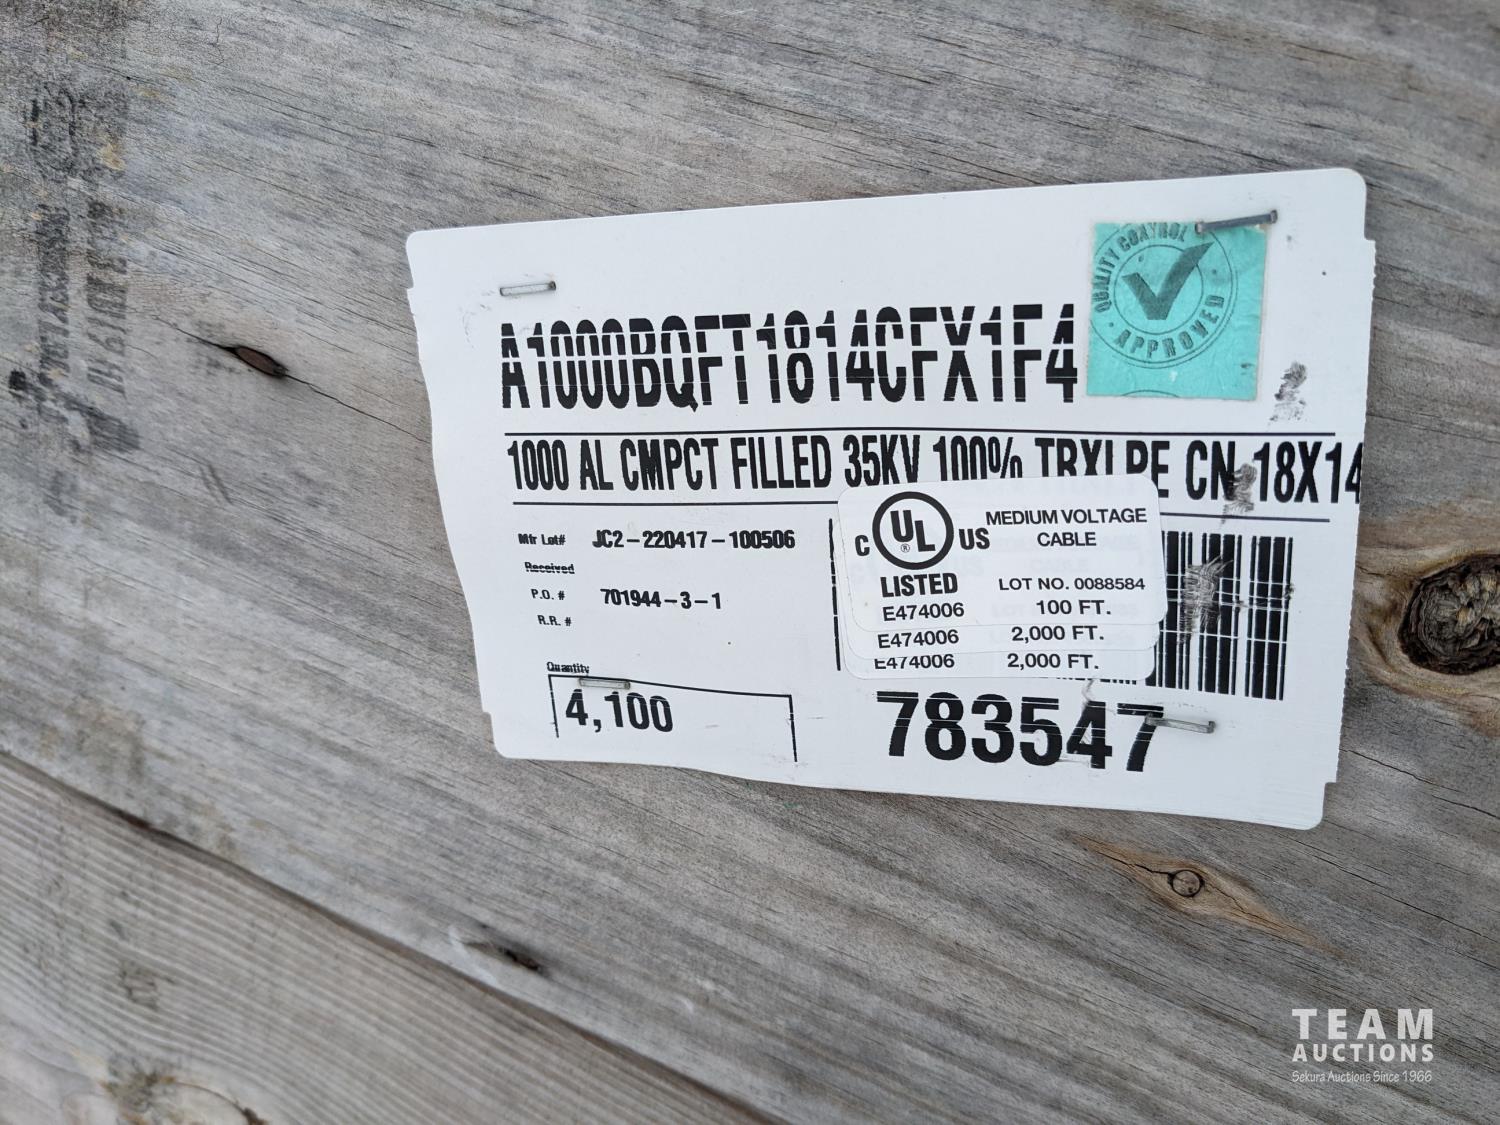 QUALITY CONTROL
APPROVED
A1000BQFT1814CFX1F4
1000 AL CMPCT FILLED 35KV 100% TRXLPE CN 18X14
Mfr Lot# JC2-220417-100506
Received
P.O. # 701944-3-1
R.R. #
Quantity
4,100
C UL ® US
LISTED
MEDIUM VOLTAGE
CABLE
LOT NO. 0088584
E474006 100 FT.
E474006 2,000 FT.
E474006 2,000 FT.
783547
TEAM
AUCTIONS
Sekura Auctions Since 1966